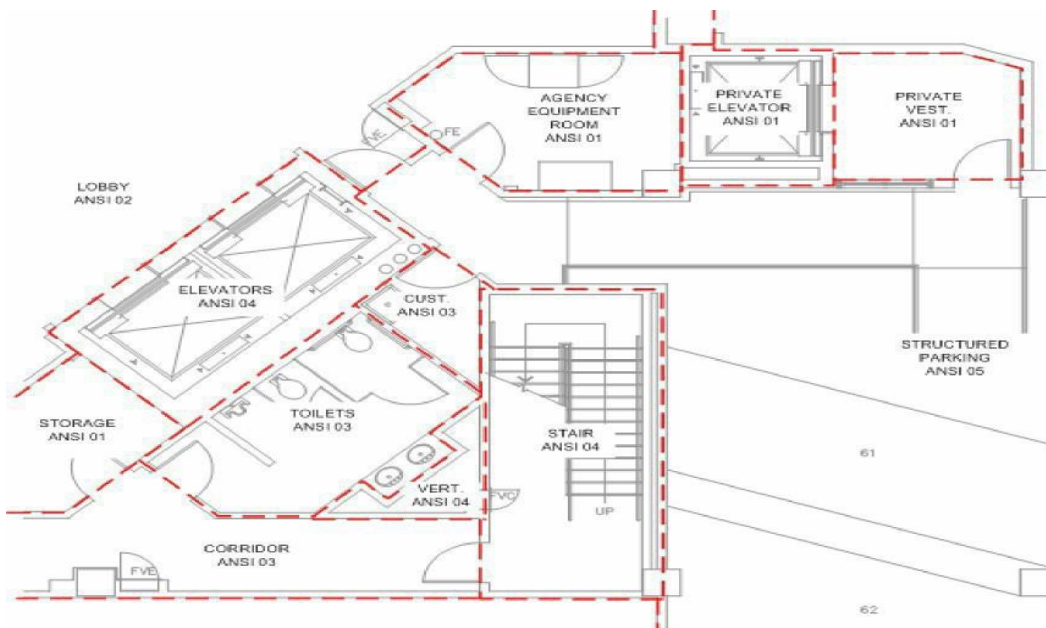 AGENCY
EQUIPMENT
ROOM
ANSI 01
PRIVATE
ELEVATOR
ANSI 01
PRIVATE
VEST.
ANSI 01
FVE
FE
LOBBY
ANSI 02
ELEVATORS
ANSI 04
CUST.
ANSI 03
STRUCTURED
PARKING
ANSI 05
STORAGE
ANSI 01
TOILETS
ANSI 03
STAIR
ANSI 04
61
VERT.
ANSI 04
FVC
UP
CORRIDOR
ANSI 03
FVE
62